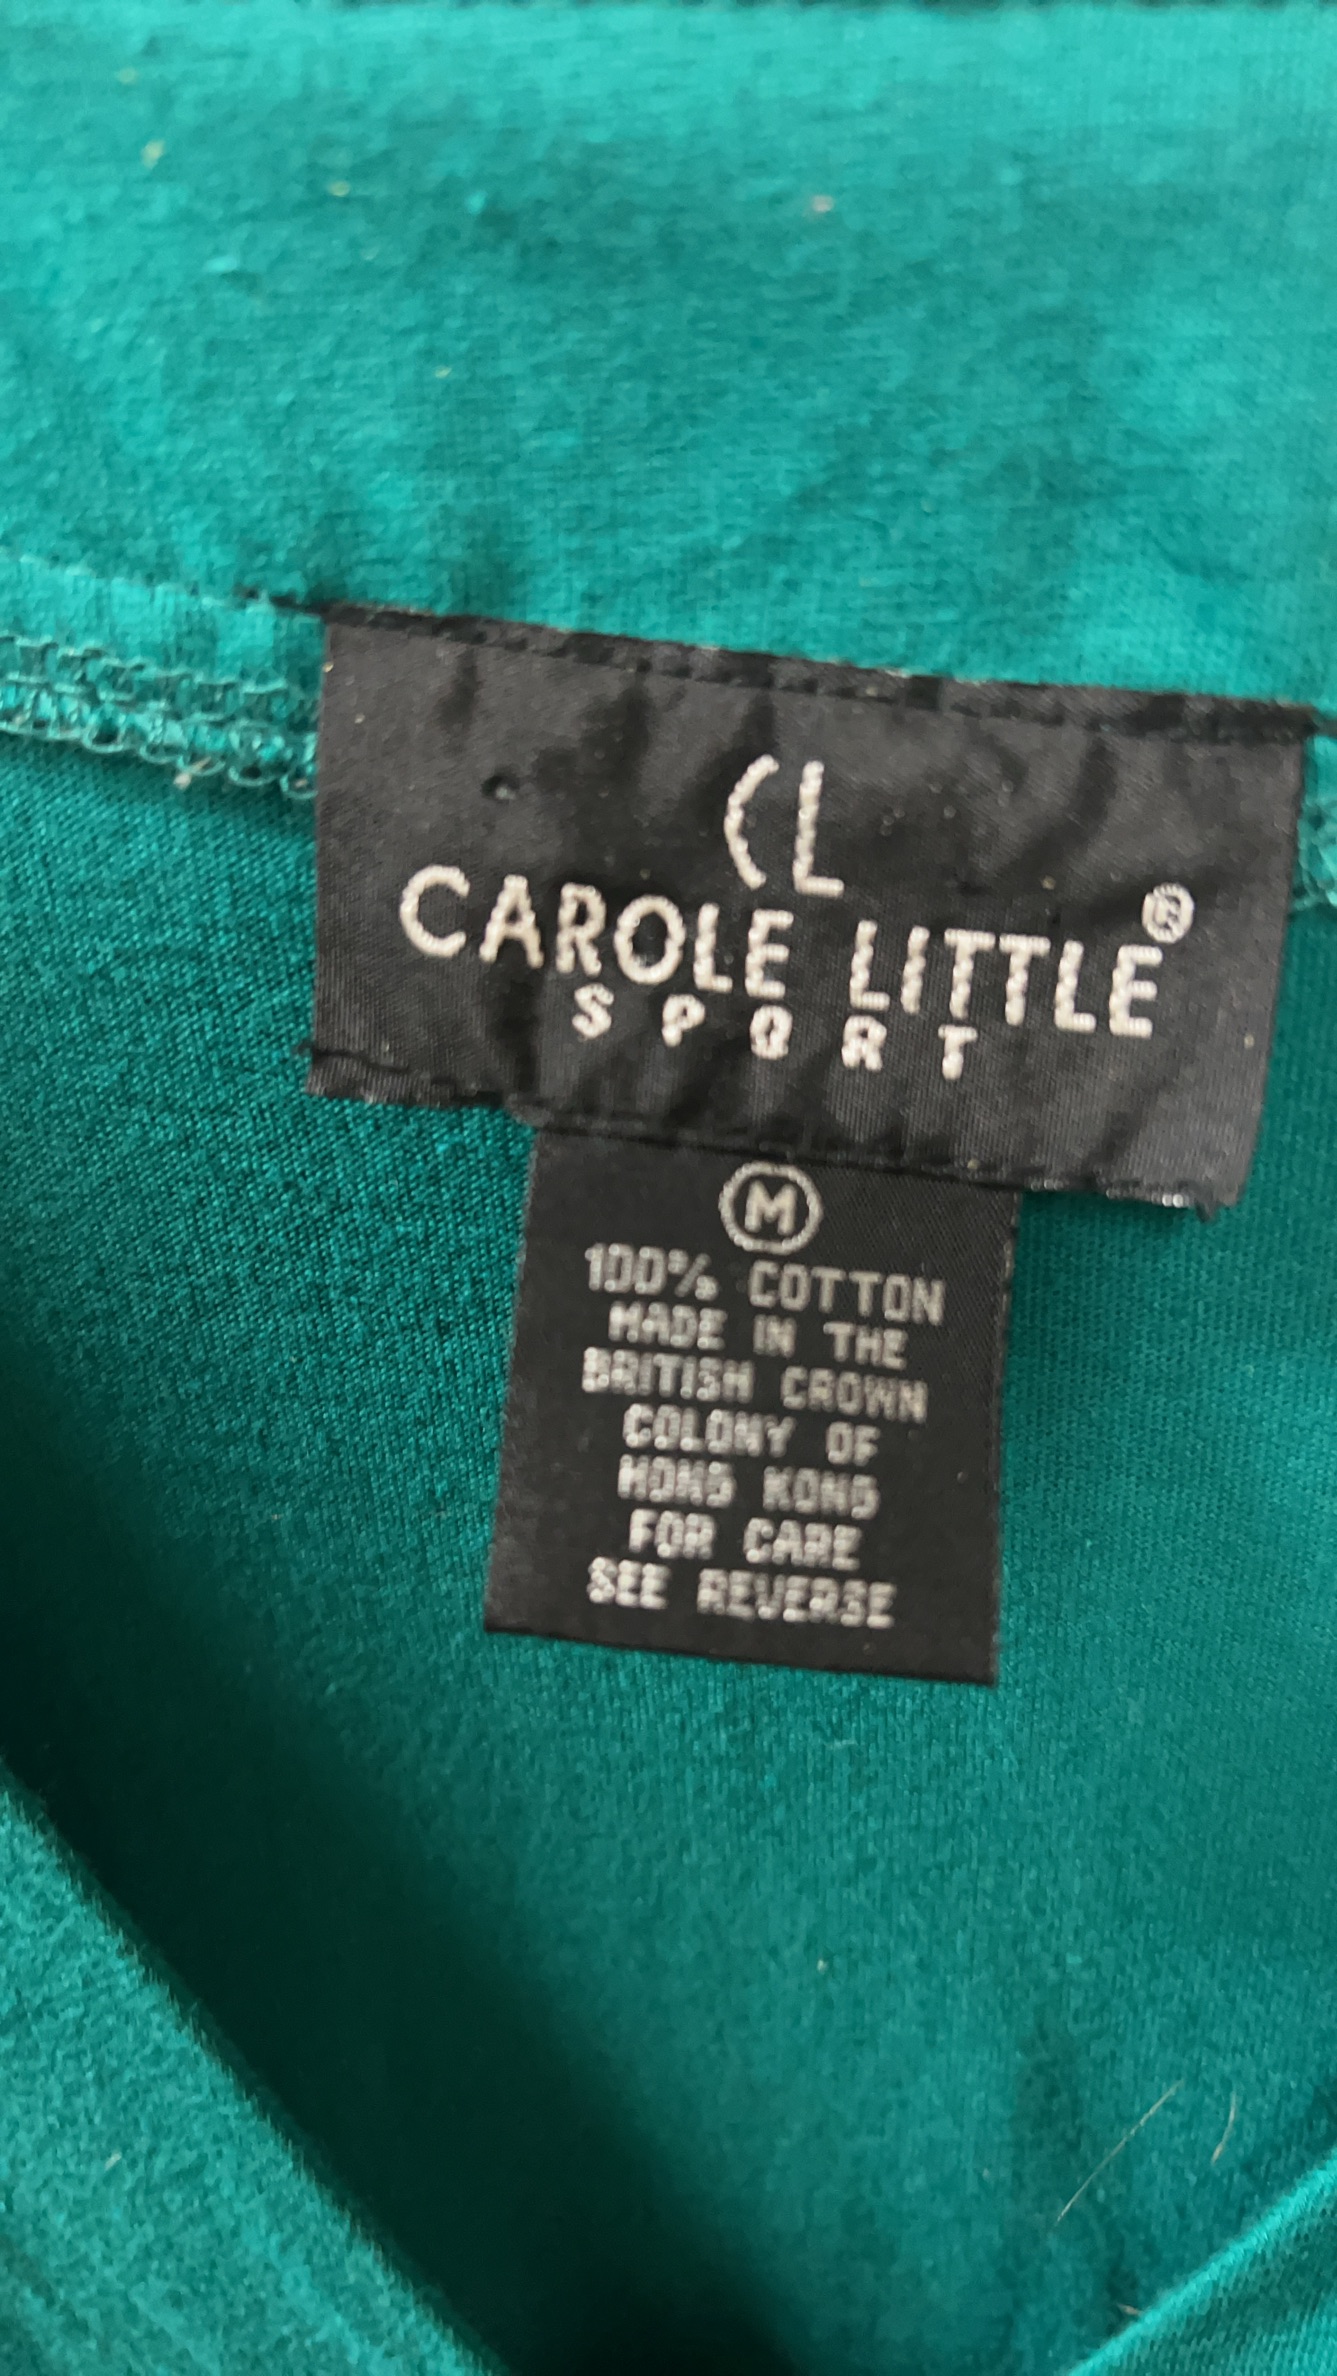 CL
CAROLE LITTLE®
SPORT
M
100% COTTON
MADE IN THE
BRITISH CROWN
COLONY OF
HONG KONG
FOR CARE
SEE REVERSE